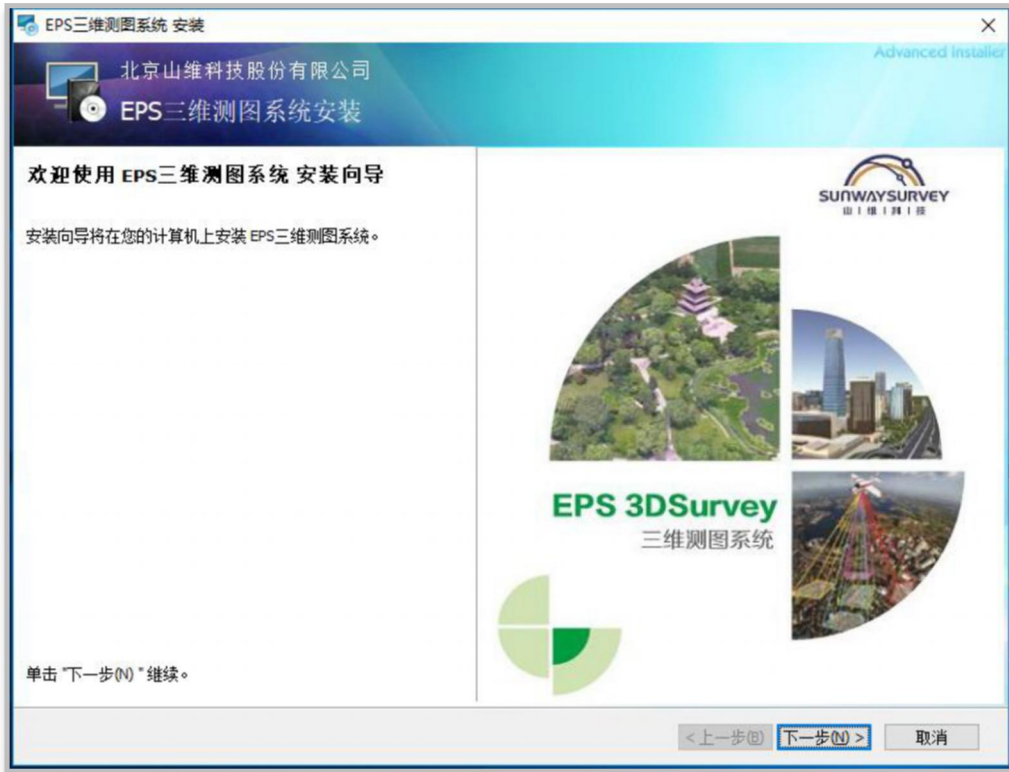 EPS三维测图系统 安装
Advanced Installer
北京山维科技股份有限公司
EPS三维测图系统安装
欢迎使用 EPS三维测图系统 安装向导
安装向导将在您的计算机上安装 EPS三维测图系统。
SUNWAYSURVEY
山 | 维 | 科 | 技
EPS 3DSurvey
三维测图系统
单击 "下一步(N) " 继续。
< 上一步(B)
下一步(N) >
取消